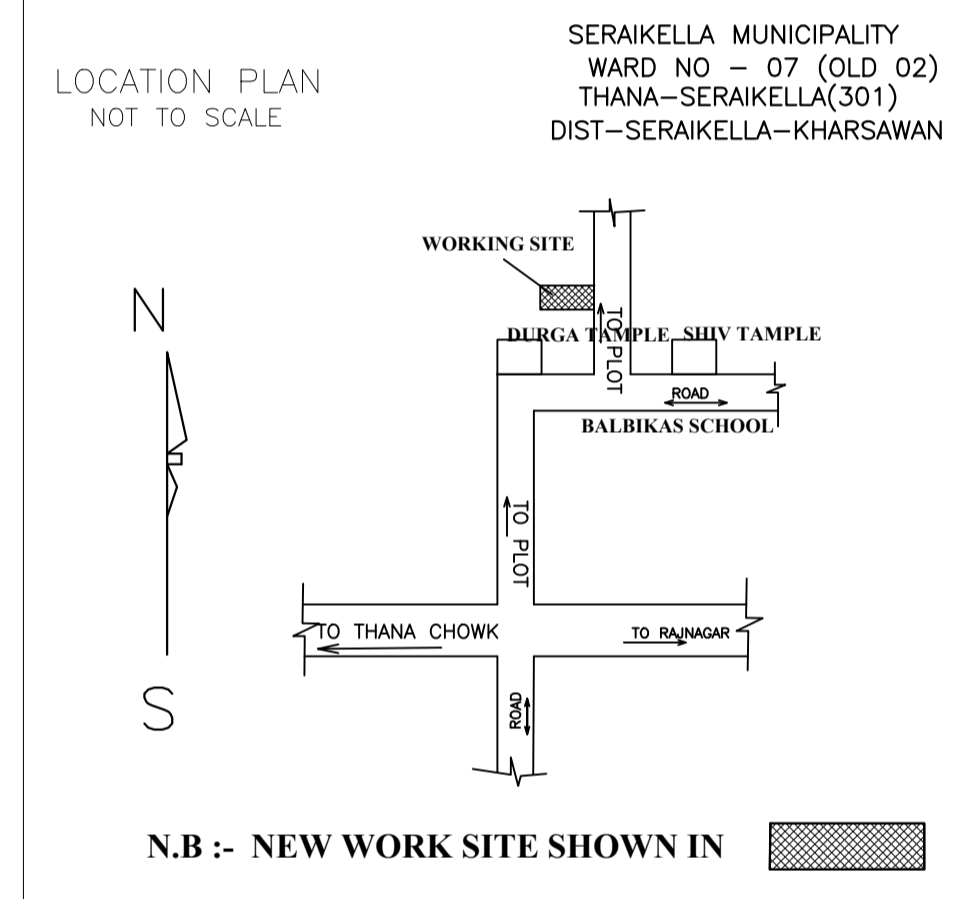 LOCATION PLAN
NOT TO SCALE
SERAIKELLA MUNICIPALITY
WARD NO – 07 (OLD 02)
THANA–SERAIKELLA(301)
DIST–SERAIKELLA–KHARSAWAN
WORKING SITE
N
DURGA TAMPLE
SHIV TAMPLE
TO PLOT
ROAD
BALBIKAS SCHOOL
TO PLOT
TO THANA CHOWK
TO RAJNAGAR
S
ROAD
N.B :- NEW WORK SITE SHOWN IN